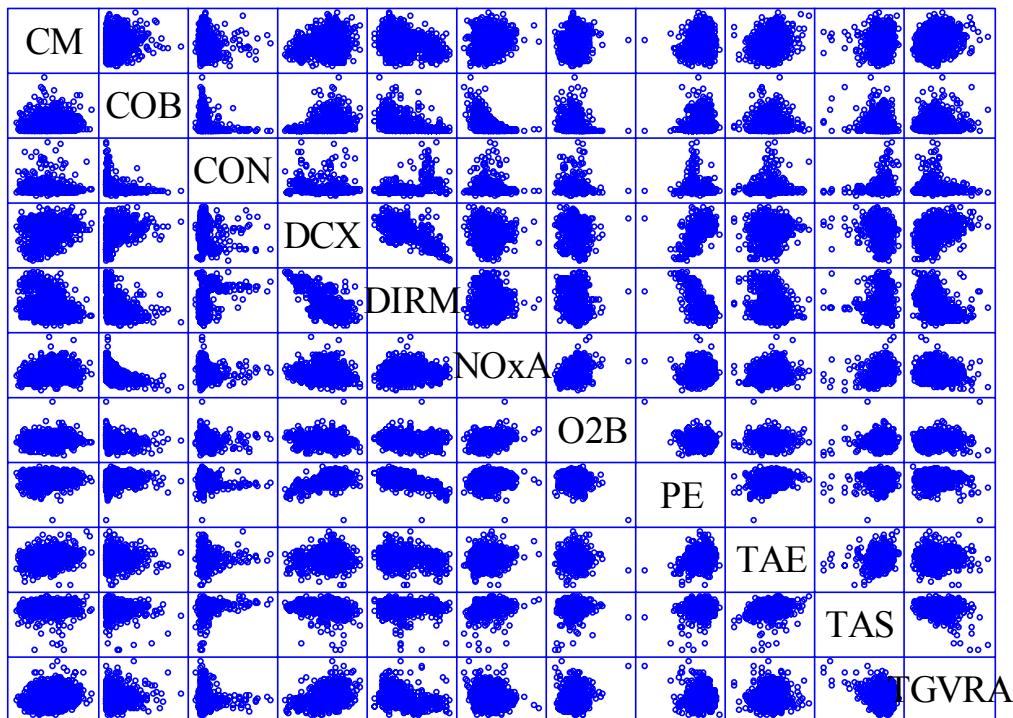 CM
COB
CON
DCX
DIRM
NOxA
O2B
PE
TAE
TAS
TGVRA